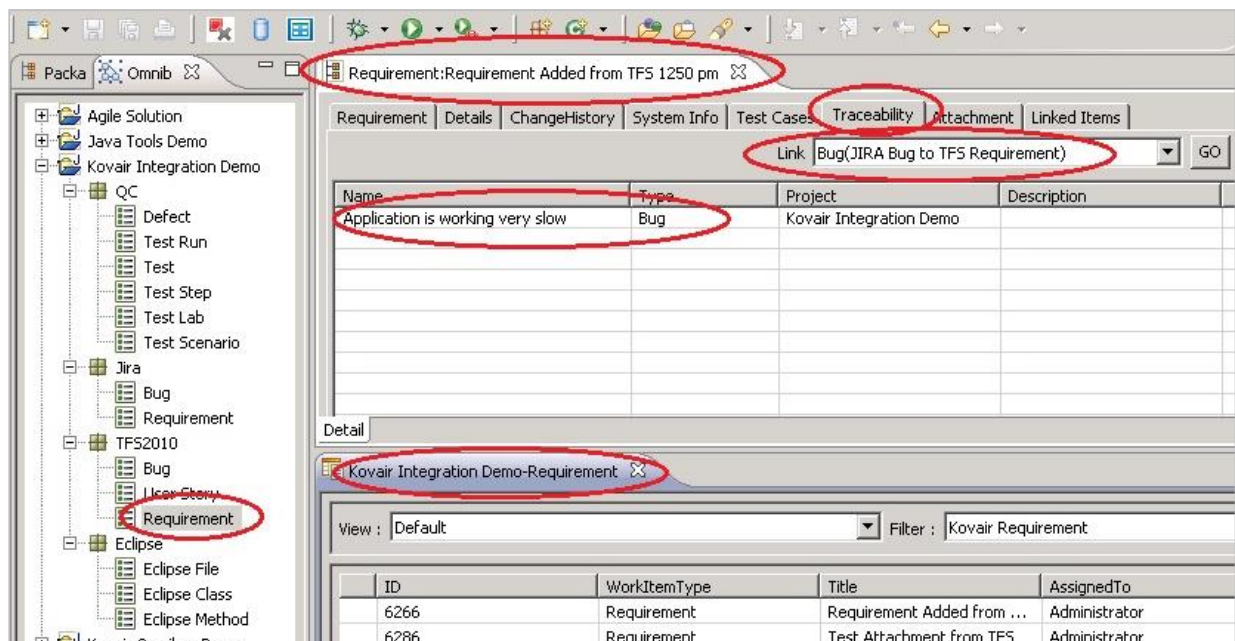 Packa Omnib
Agile Solution
Java Tools Demo
Kovair Integration Demo
QC
Defect
Test Run
Test
Test Step
Test Lab
Test Scenario
Jira
Bug
Requirement
TFS2010
Bug
User Story
Requirement
Eclipse
Eclipse File
Eclipse Class
Eclipse Method
Requirement:Requirement Added from TFS 1250 pm
Requirement Details ChangeHistory System Info Test Cases Traceability Attachment Linked Items
Link Bug(JIRA Bug to TFS Requirement) GO
Name Type Project Description
Application is working very slow Bug Kovair Integration Demo
Detail
Kovair Integration Demo-Requirement
View : Default Filter : Kovair Requirement
ID WorkItemType Title AssignedTo
6266 Requirement Requirement Added from ... Administrator
6286 Requirement Test Attachment from TFS Administrator